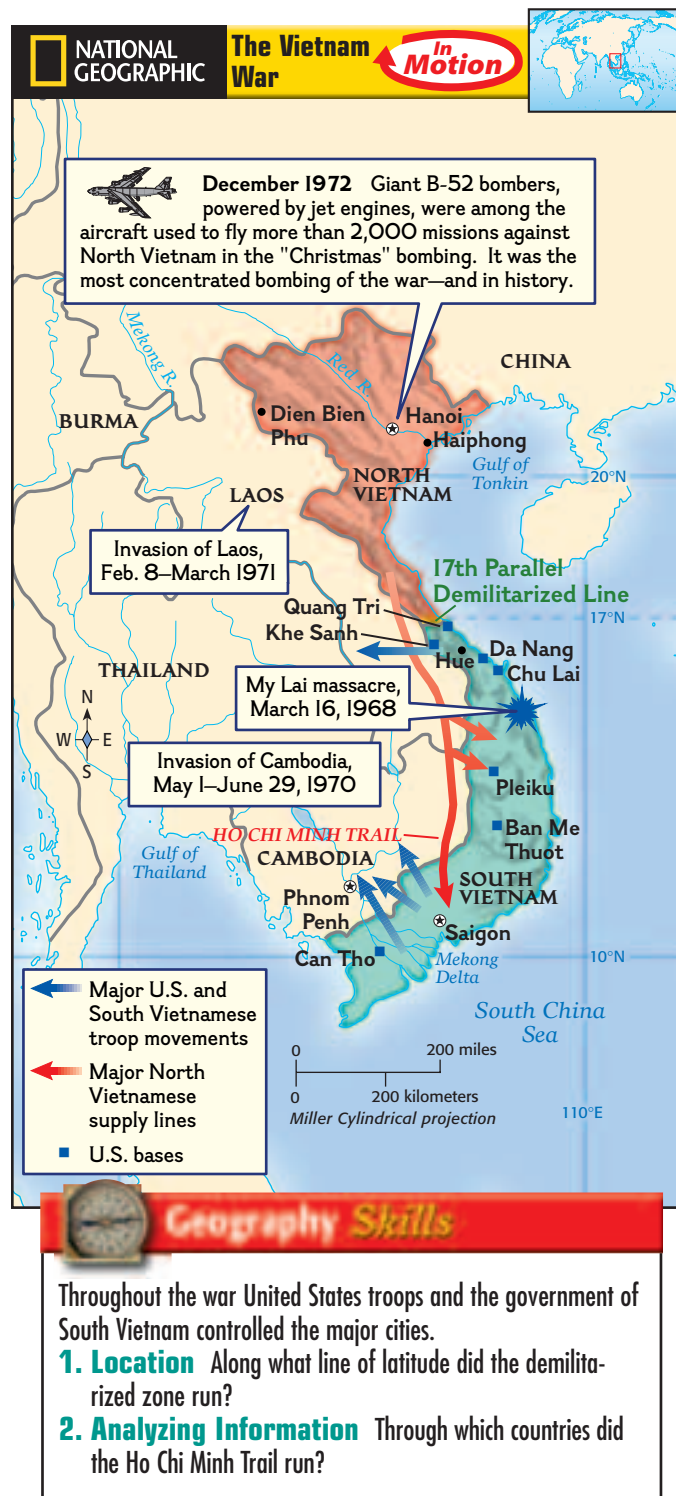 NATIONAL
GEOGRAPHIC
The Vietnam
War
In
Motion
December 1972 Giant B-52 bombers,
powered by jet engines, were among the
aircraft used to fly more than 2,000 missions against
North Vietnam in the "Christmas" bombing. It was the
most concentrated bombing of the war—and in history.
Mekong R.
Red R.
CHINA
BURMA
Dien Bien
Phu
Hanoi
Haiphong
NORTH
VIETNAM
Gulf of
Tonkin
20°N
LAOS
Invasion of Laos,
Feb. 8–March 1971
17th Parallel
Demilitarized Line
Quang Tri
17°N
Khe Sanh
Hue
Da Nang
Chu Lai
THAILAND
My Lai massacre,
March 16, 1968
N
W E
S
Invasion of Cambodia,
May 1–June 29, 1970
Pleiku
HO CHI MINH TRAIL
Ban Me
Thuot
Gulf of
Thailand
CAMBODIA
Phnom
Penh
SOUTH
VIETNAM
Saigon
Can Tho
Mekong
Delta
10°N
South China
Sea
110°E
Major U.S. and
South Vietnamese
troop movements
Major North
Vietnamese
supply lines
U.S. bases
0 200 miles
0 200 kilometers
Miller Cylindrical projection
Geography Skills
Throughout the war United States troops and the government of
South Vietnam controlled the major cities.
1. Location Along what line of latitude did the demilita-
rized zone run?
2. Analyzing Information Through which countries did
the Ho Chi Minh Trail run?